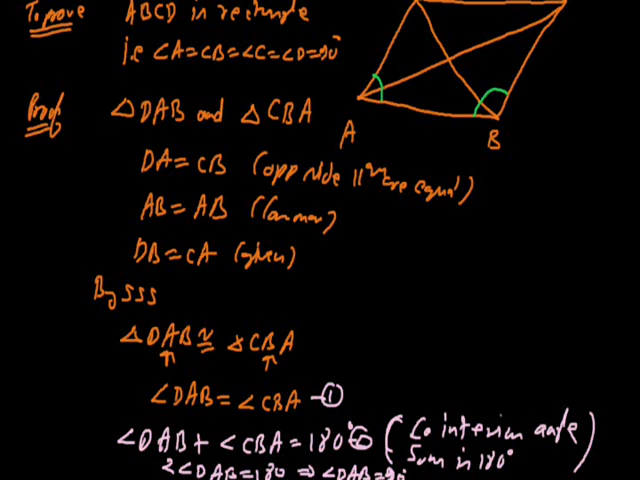 To prove ABCD in rectangle
i.e ∠A=∠B=∠C=∠D=90°
Proof △DAB and △CBA
A
B
DA = CB (opp side ||gm are equal)
AB = AB (Common)
DB = CA (given)
By SSS
△DAB ≅ △CBA
∠DAB = ∠CBA —①
∠DAB + ∠CBA = 180° —② (Co interior angle
Sum is 180°)
2∠DAB=180 ⇒ ∠DAB=90°